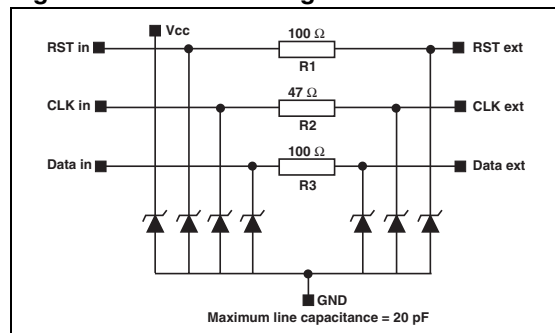 Vcc
RST in
100 Ω
RST ext
R1
CLK in
47 Ω
CLK ext
R2
Data in
100 Ω
Data ext
R3
GND
Maximum line capacitance = 20 pF